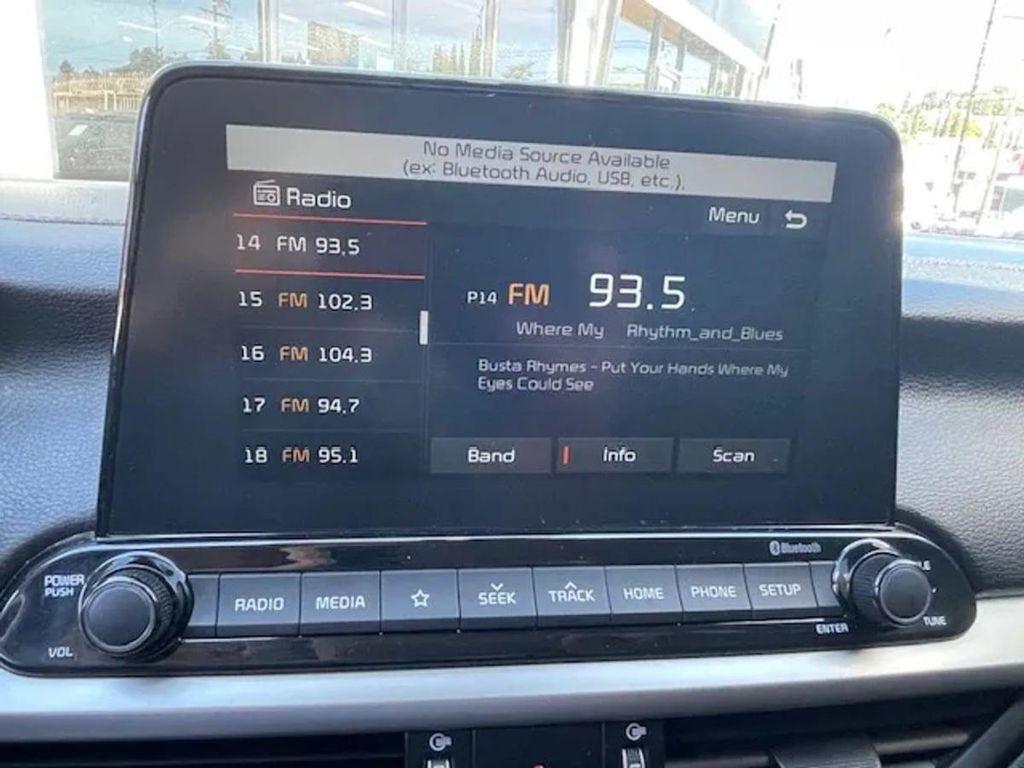 No Media Source Available
(ex: Bluetooth Audio, USB, etc.).
Radio
Menu
14 FM 93.5
15 FM 102.3
16 FM 104.3
17 FM 94.7
18 FM 95.1
P14 FM 93.5
Where My Rhythm_and_Blues
Busta Rhymes - Put Your Hands Where My
Eyes Could See
Band Info Scan
Bluetooth
POWER
PUSH
VOL
RADIO MEDIA SEEK TRACK HOME PHONE SETUP
ENTER
TUNE